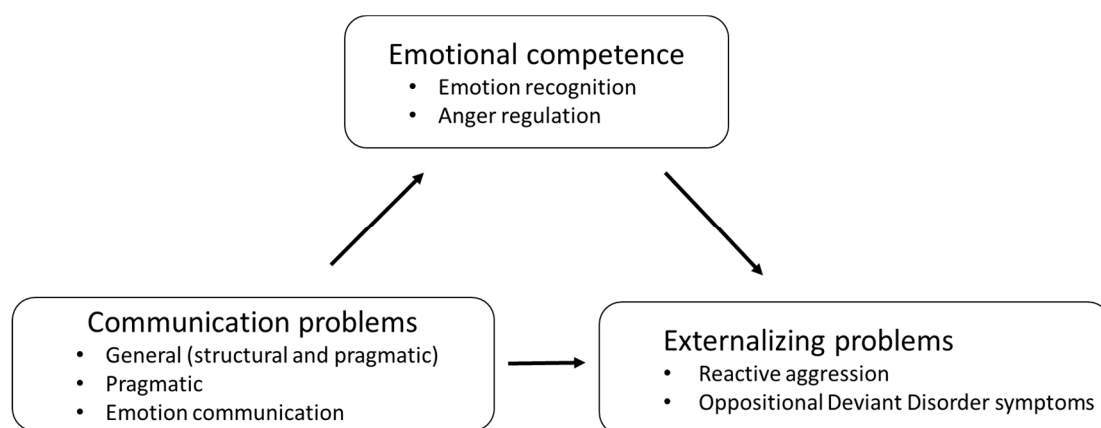 Emotional competence
• Emotion recognition
• Anger regulation
Communication problems
• General (structural and pragmatic)
• Pragmatic
• Emotion communication
Externalizing problems
• Reactive aggression
• Oppositional Deviant Disorder symptoms